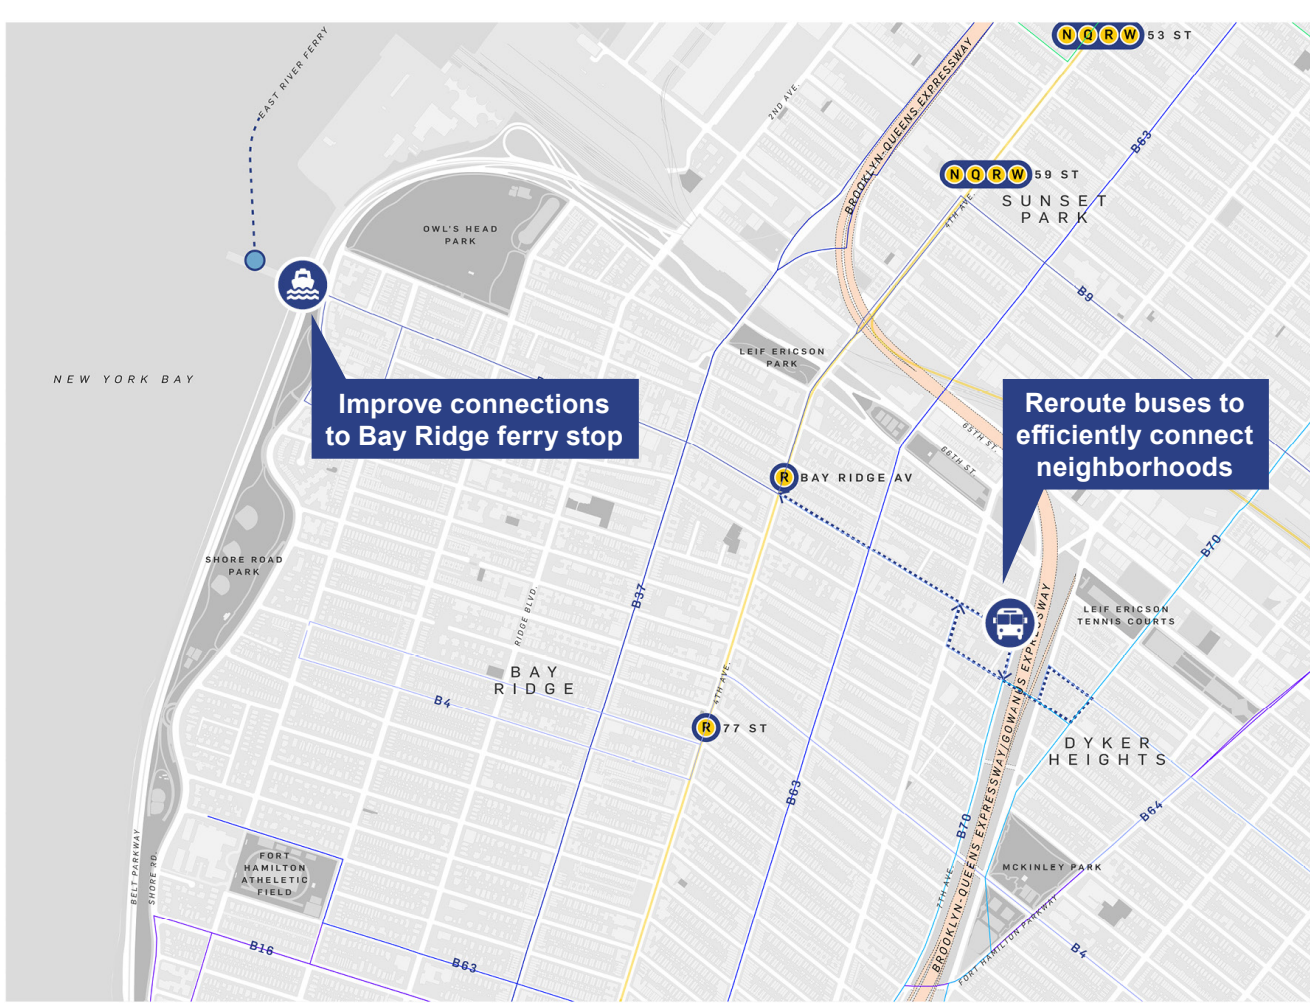 EAST RIVER FERRY
2ND AVE.
BROOKLYN-QUEENS EXPRESSWAY
N Q R W 53 ST
B63
N Q R W 59 ST
SUNSET
PARK
4TH AVE.
OWL'S HEAD
PARK
B9
NEW YORK BAY
LEIF ERICSON
PARK
Improve connections
to Bay Ridge ferry stop
Reroute buses to
efficiently connect
neighborhoods
65TH ST.
66TH ST.
R BAY RIDGE AV
B70
SHORE ROAD
PARK
RIDGE BLVD.
B37
LEIF ERICSON
TENNIS COURTS
BAY
RIDGE
B4
4TH AVE.
R 77 ST
DYKER
HEIGHTS
B63
B64
B70
BROOKLYN-QUEENS EXPRESSWAY/GOWANUS EXPRESSWAY
MCKINLEY PARK
7TH AVE.
FORT HAMILTON PARKWAY
B4
BELT PARKWAY
SHORE RD.
FORT
HAMILTON
ATHELETIC
FIELD
B16
B63